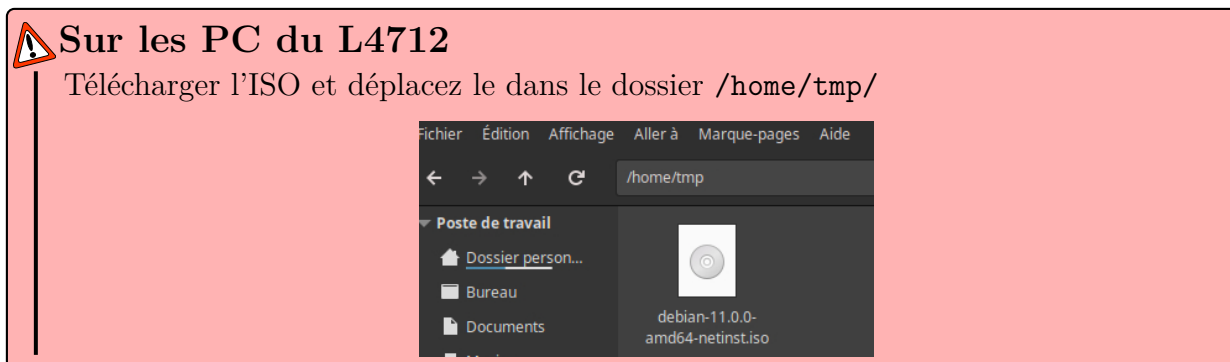 Sur les PC du L4712
Télécharger l'ISO et déplacez le dans le dossier /home/tmp/
Fichier Édition Affichage Aller à Marque-pages Aide
/home/tmp
Poste de travail
Dossier person...
Bureau
debian-11.0.0-
Documents
amd64-netinst.iso